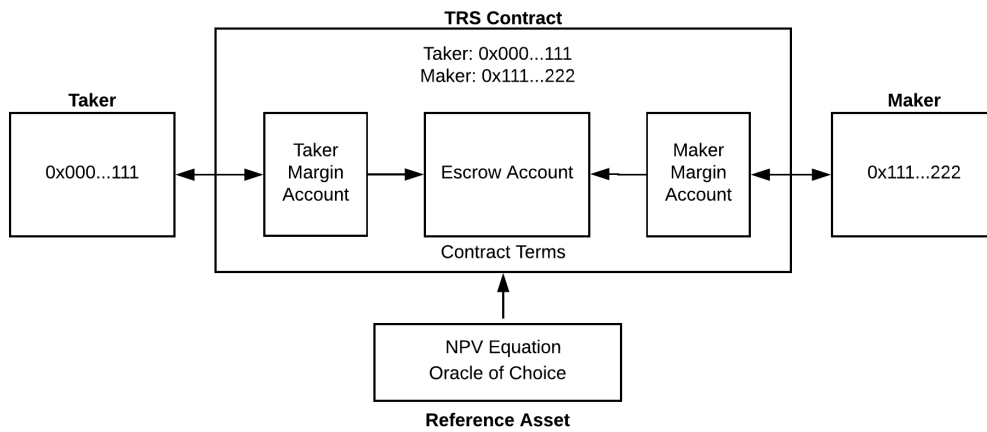 TRS Contract
Taker: 0x000...111
Maker: 0x111...222
Taker
0x000...111
Taker
Margin
Account
Escrow Account
Maker
Margin
Account
Maker
0x111...222
Contract Terms
NPV Equation
Oracle of Choice
Reference Asset